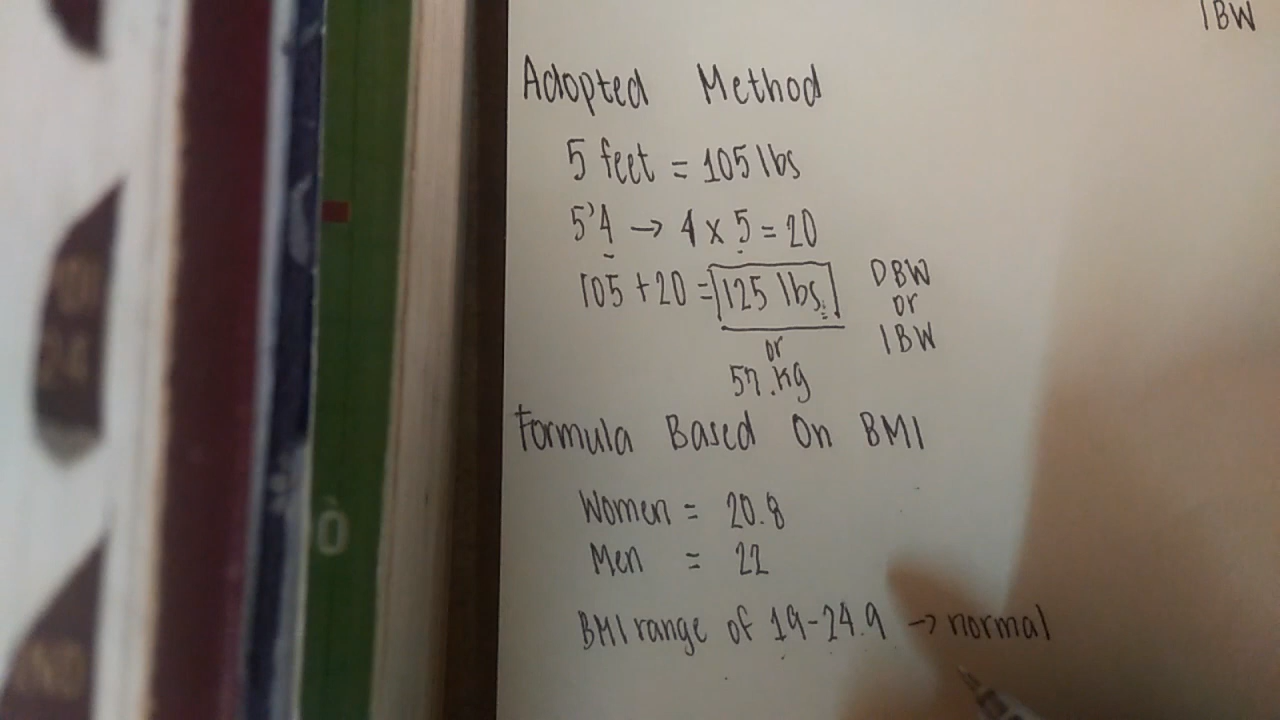 IBW
Adopted Method
5 feet = 105 lbs
5'4 → 4 x 5 = 20
105 + 20 = 125 lbs. DBW
or
IBW
or
57.kg
Formula Based On BMI
Women = 20.8
Men = 22
BMI range of 19-24.9 → normal